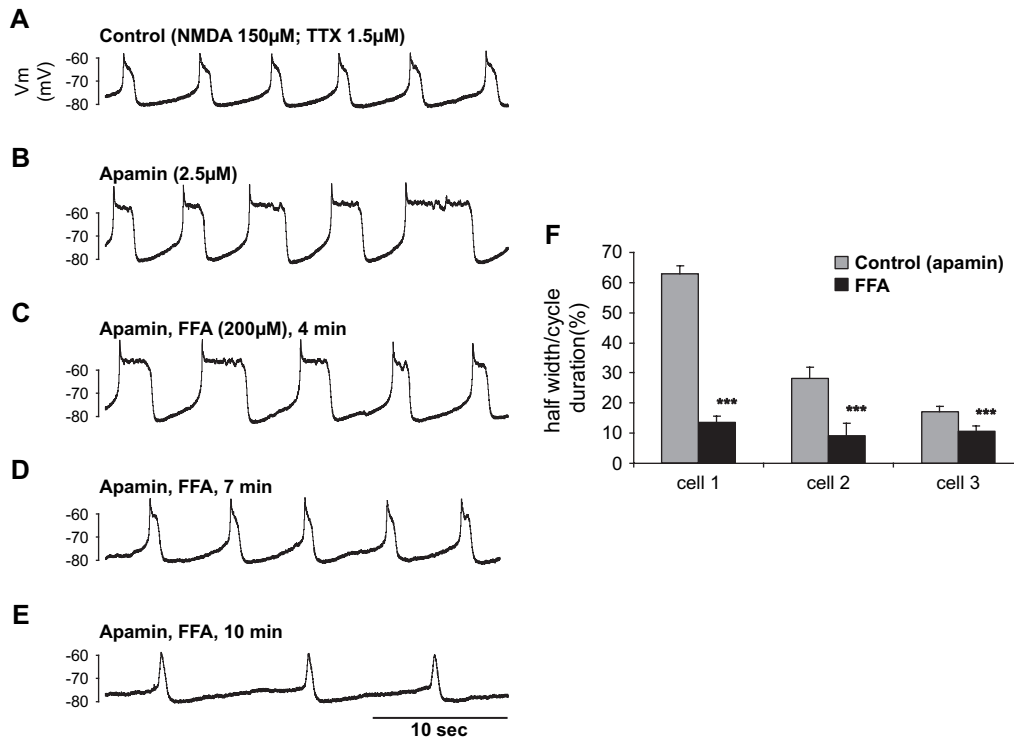 A
Control (NMDA 150µM; TTX 1.5µM)
Vm
(mV)
-60
-70
-80
B
Apamin (2.5µM)
-60
-70
-80
C
Apamin, FFA (200µM), 4 min
-60
-70
-80
D
Apamin, FFA, 7 min
-60
-70
-80
E
Apamin, FFA, 10 min
-60
-70
-80
10 sec
F
half width/cycle
duration(%)
70
60
50
40
30
20
10
0
Control (apamin)
FFA
***
***
***
cell 1
cell 2
cell 3